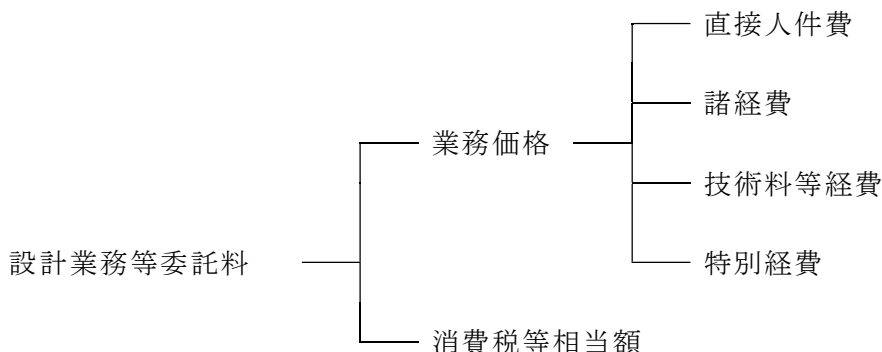 直接人件費
諸経費
業務価格
技術料等経費
設計業務等委託料
特別経費
消費税等相当額